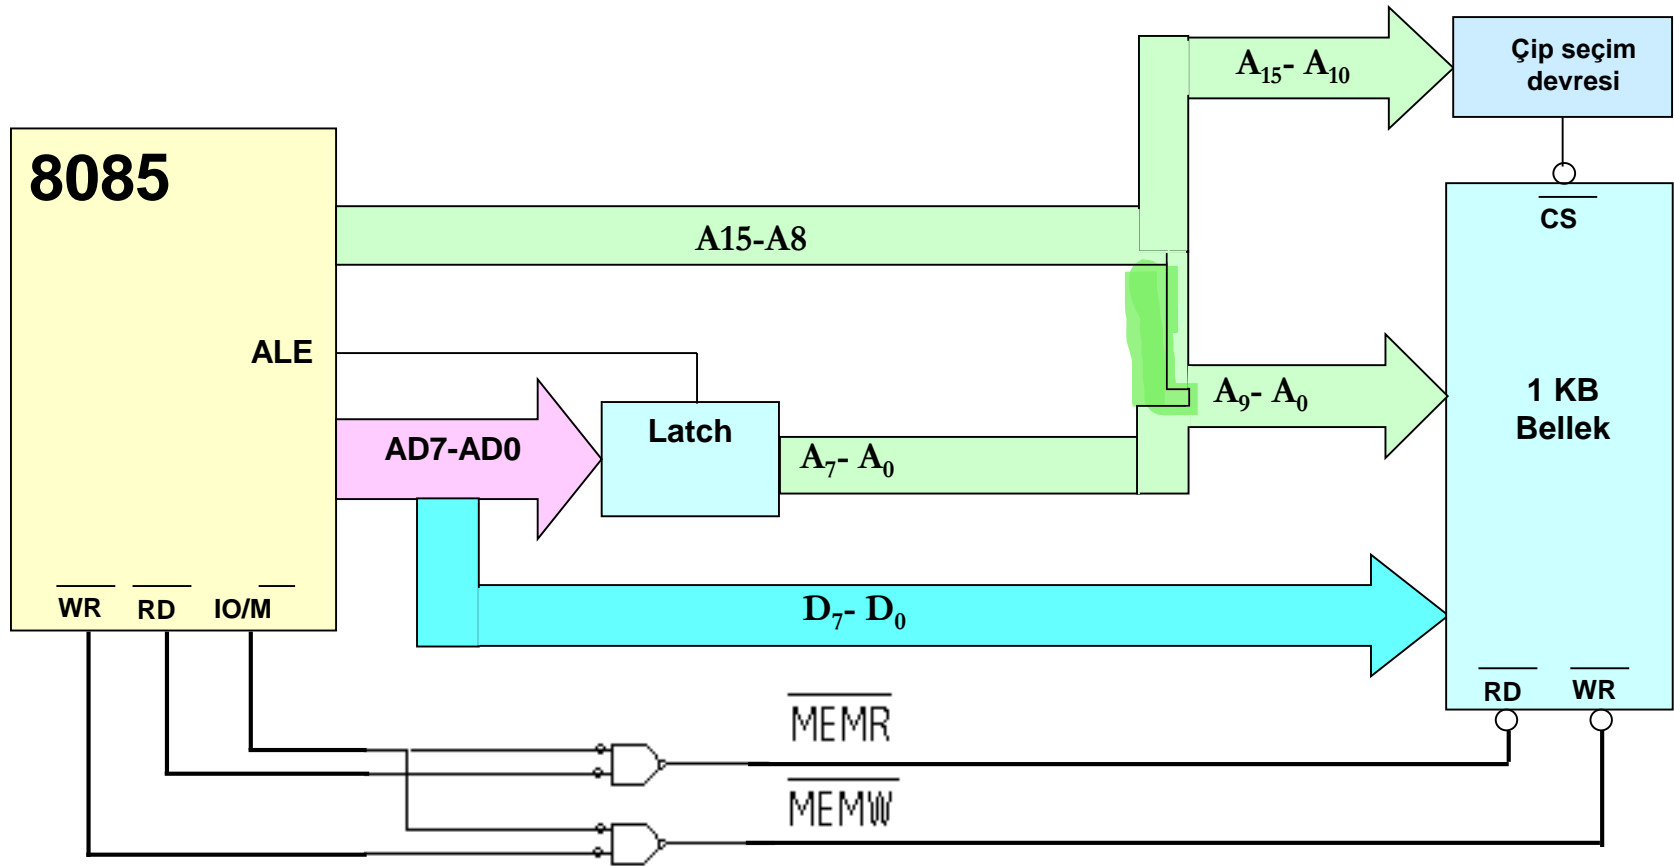 A15- A10
Çip seçim
devresi
8085
CS
A15-A8
ALE
A9- A0
1 KB
Bellek
Latch
AD7-AD0
A7- A0
WR RD IO/M
D7- D0
RD WR
MEMR
MEMW